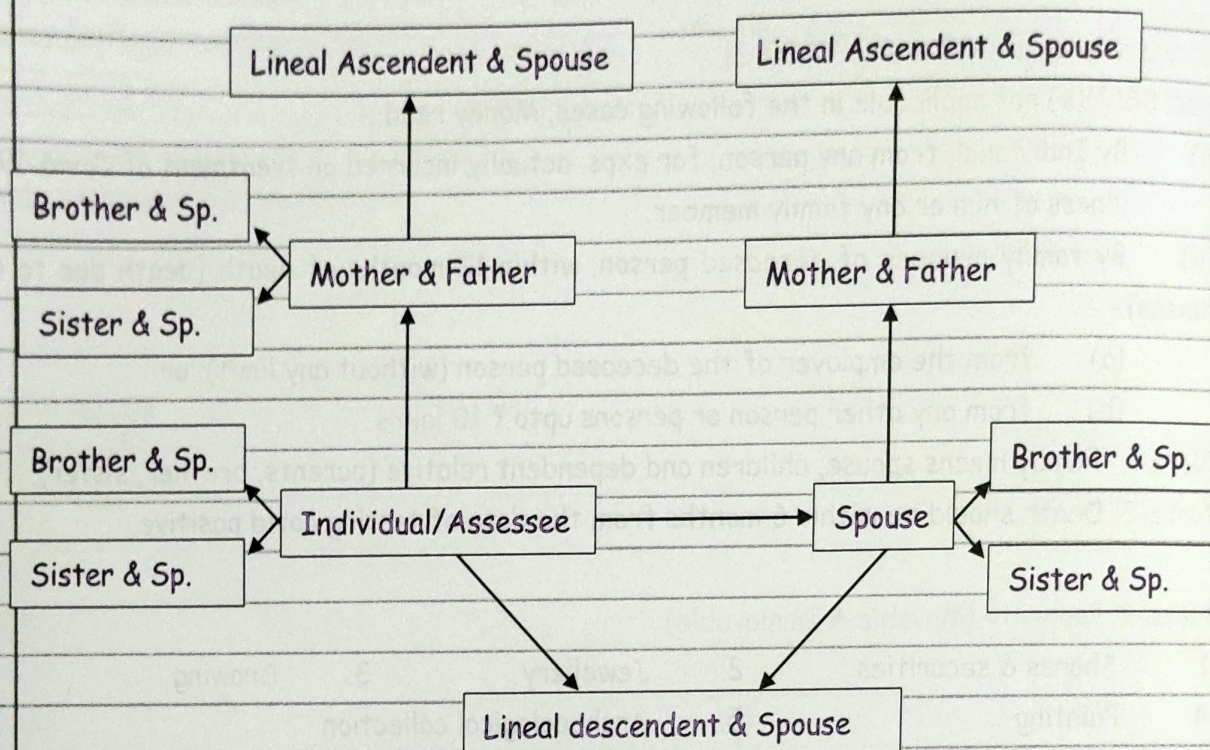 Lineal Ascendent & Spouse
Lineal Ascendent & Spouse
Brother & Sp.
Mother & Father
Mother & Father
Sister & Sp.
Brother & Sp.
Brother & Sp.
Individual/Assessee
Spouse
Sister & Sp.
Sister & Sp.
Lineal descendent & Spouse